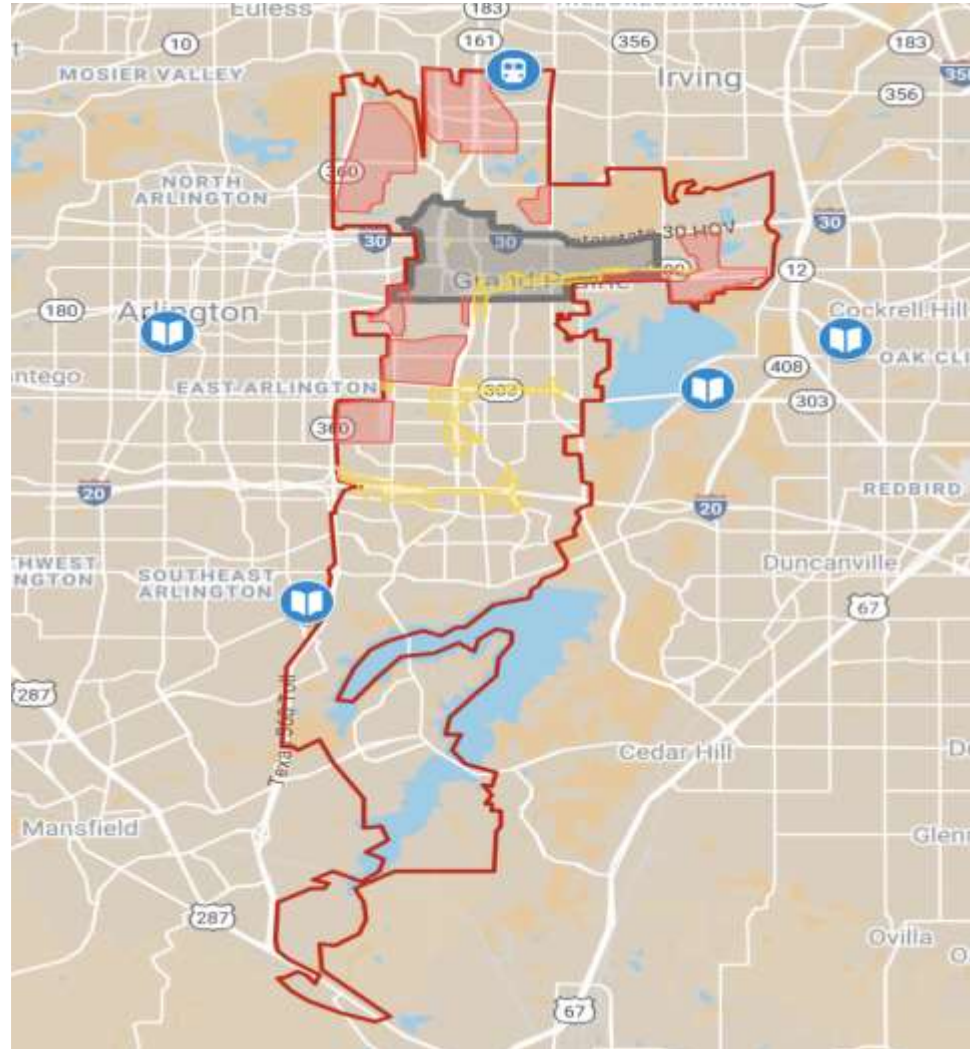 Euless
183
161
356
183
10
MOSIER VALLEY
Irving
356
360
NORTH
ARLINGTON
30
30
Interstate 30 HOV
30
12
Grand Prairie
180
Arlington
Cockrell Hill
OAK CLI
408
ntego
EAST ARLINGTON
303
303
360
20
20
REDBIRD
THWEST
NGTON
SOUTHEAST
ARLINGTON
Duncanville
67
287
Texas 360 Toll
Cedar Hill
Mansfield
Glenn
287
Ovilla
67